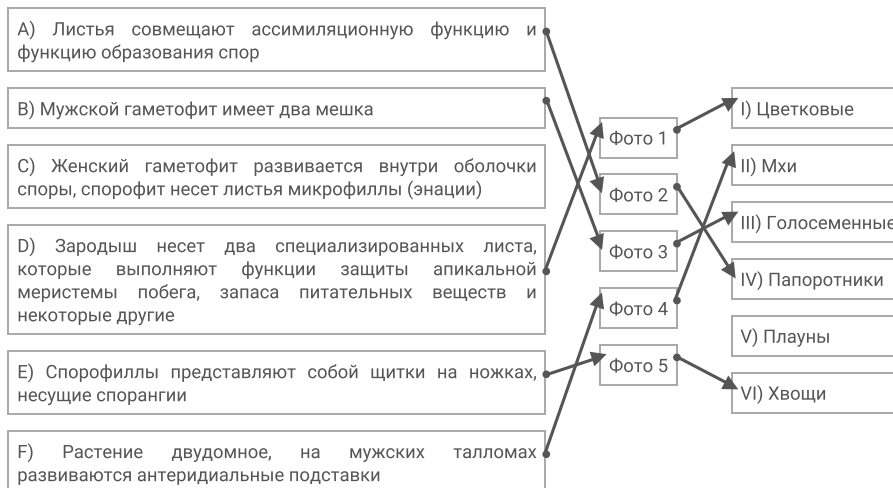 A) Листья совмещают ассимиляционную функцию и
функцию образования спор
B) Мужской гаметофит имеет два мешка
C) Женский гаметофит развивается внутри оболочки
споры, спорофит несет листья микрофиллы (энации)
D) Зародыш несет два специализированных листа,
которые выполняют функции защиты апикальной
меристемы побега, запаса питательных веществ и
некоторые другие
E) Спорофиллы представляют собой щитки на ножках,
несущие спорангии
F) Растение двудомное, на мужских талломах
развиваются антеридиальные подставки
Фото 1
Фото 2
Фото 3
Фото 4
Фото 5
I) Цветковые
II) Мхи
III) Голосеменные
IV) Папоротники
V) Плауны
VI) Хвощи